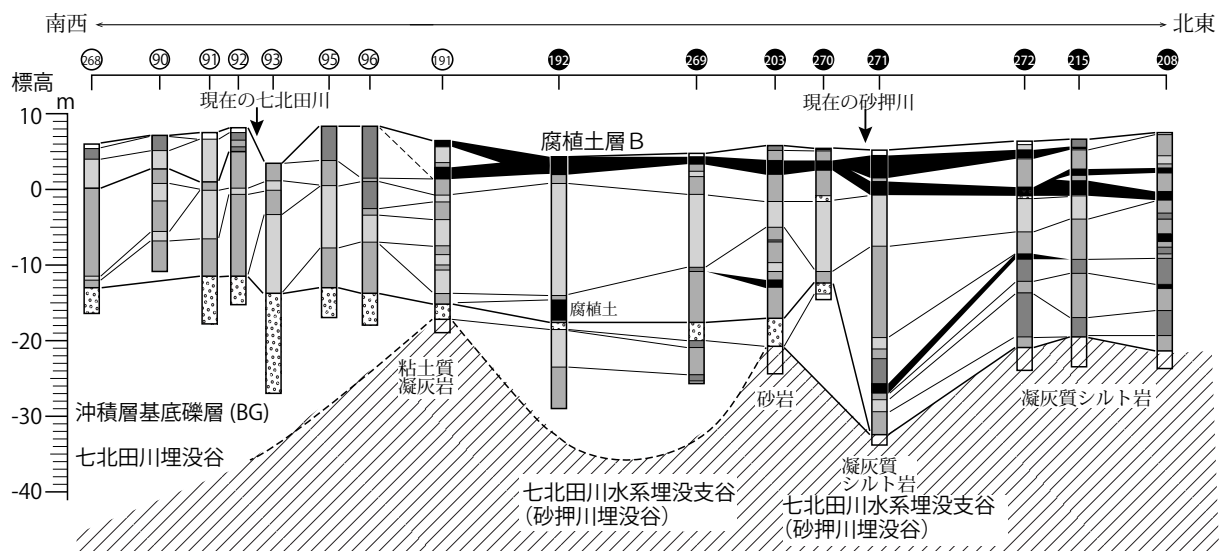 南西 北東
268 90 91 92 93 95 96 191 192 269 203 270 271 272 215 208
標高
m
現在の七北田川
現在の砂押川
10
腐植土層B
0
-10
腐植土
-20
粘土質
凝灰岩
砂岩
凝灰質シルト岩
-30
沖積層基底礫層 (BG)
七北田川埋没谷
凝灰質
シルト岩
-40
七北田川水系埋没支谷
(砂押川埋没谷)
七北田川水系埋没支谷
(砂押川埋没谷)